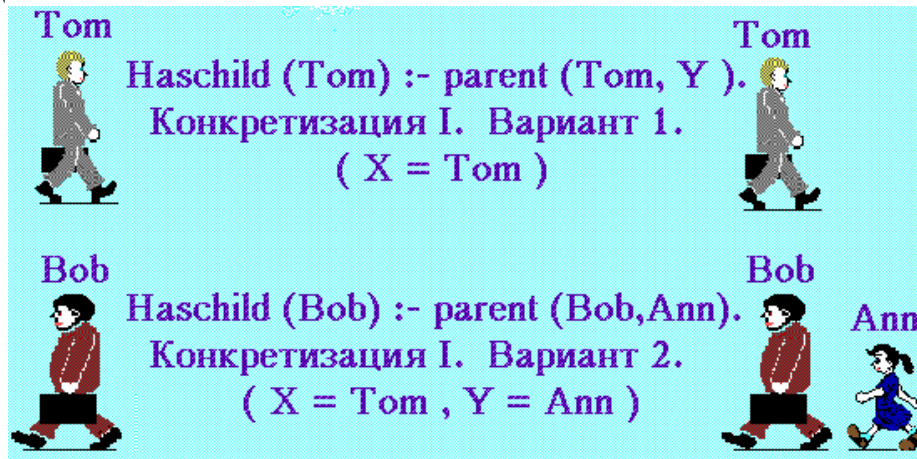 Tom
Tom
Haschild (Tom) :- parent (Tom, Y ).
Конкретизация I. Вариант 1.
( X = Tom )
Bob
Bob
Haschild (Bob) :- parent (Bob,Ann).
Ann
Конкретизация I. Вариант 2.
( X = Tom , Y = Ann )